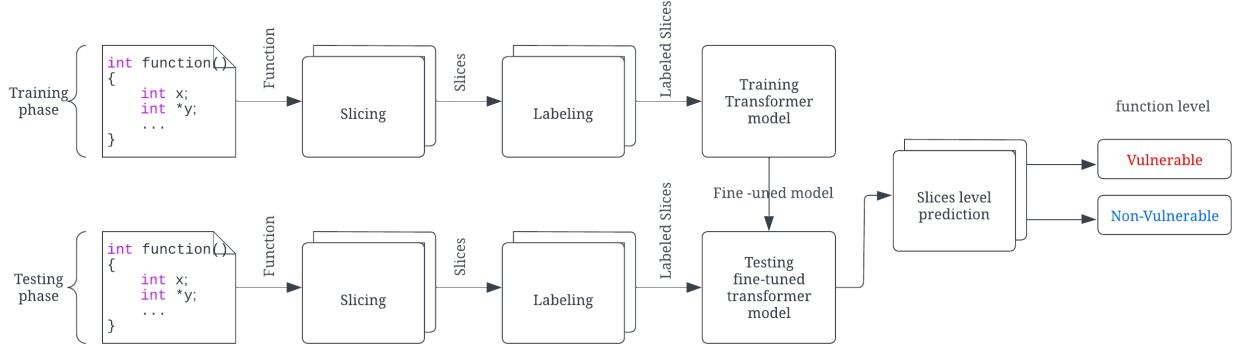 Training
phase
int function()
{
int x;
int *y;
...
}
Function
Slicing
Slices
Labeling
Labeled Slices
Training
Transformer
model
Fine -uned model
Testing
phase
int function()
{
int x;
int *y;
...
}
Function
Slicing
Slices
Labeling
Labeled Slices
Testing
fine-tuned
transformer
model
Slices level
prediction
function level
Vulnerable
Non-Vulnerable